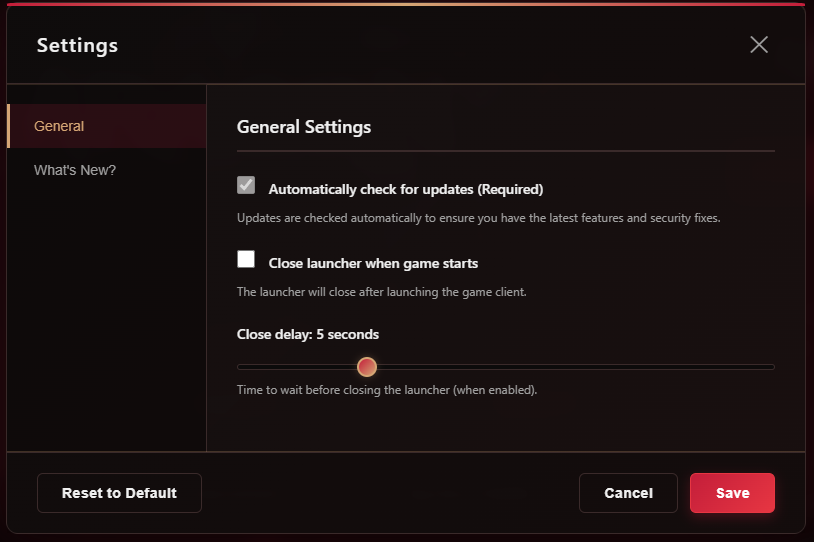 Settings
General
What's New?
General Settings
Automatically check for updates (Required)
Updates are checked automatically to ensure you have the latest features and security fixes.
Close launcher when game starts
The launcher will close after launching the game client.
Close delay: 5 seconds
Time to wait before closing the launcher (when enabled).
Reset to Default
Cancel
Save